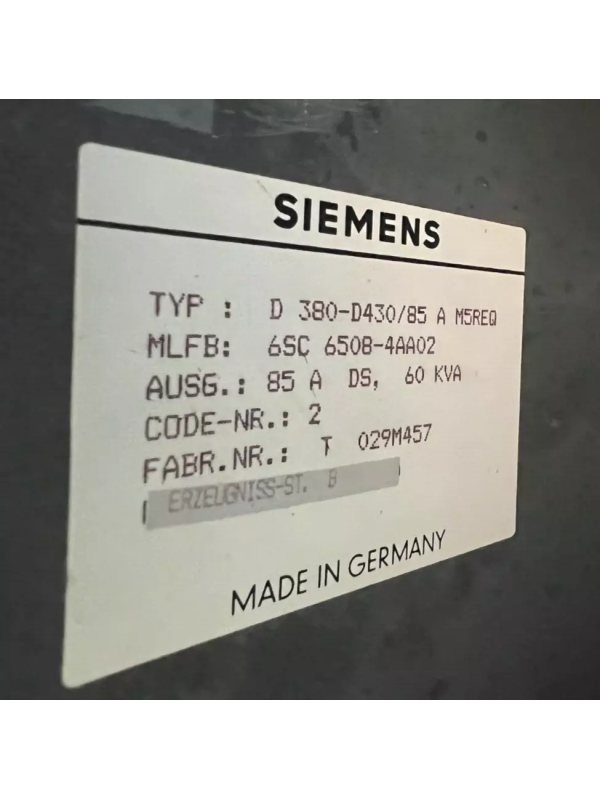 SIEMENS
TYP : D 380-D430/85 A M5REQ
MLFB: 6SC 6508-4AA02
AUSG.: 85 A DS, 60 KVA
CODE-NR.: 2
FABR.NR.: T 029M457
ERZEUGNISS-ST. B
MADE IN GERMANY